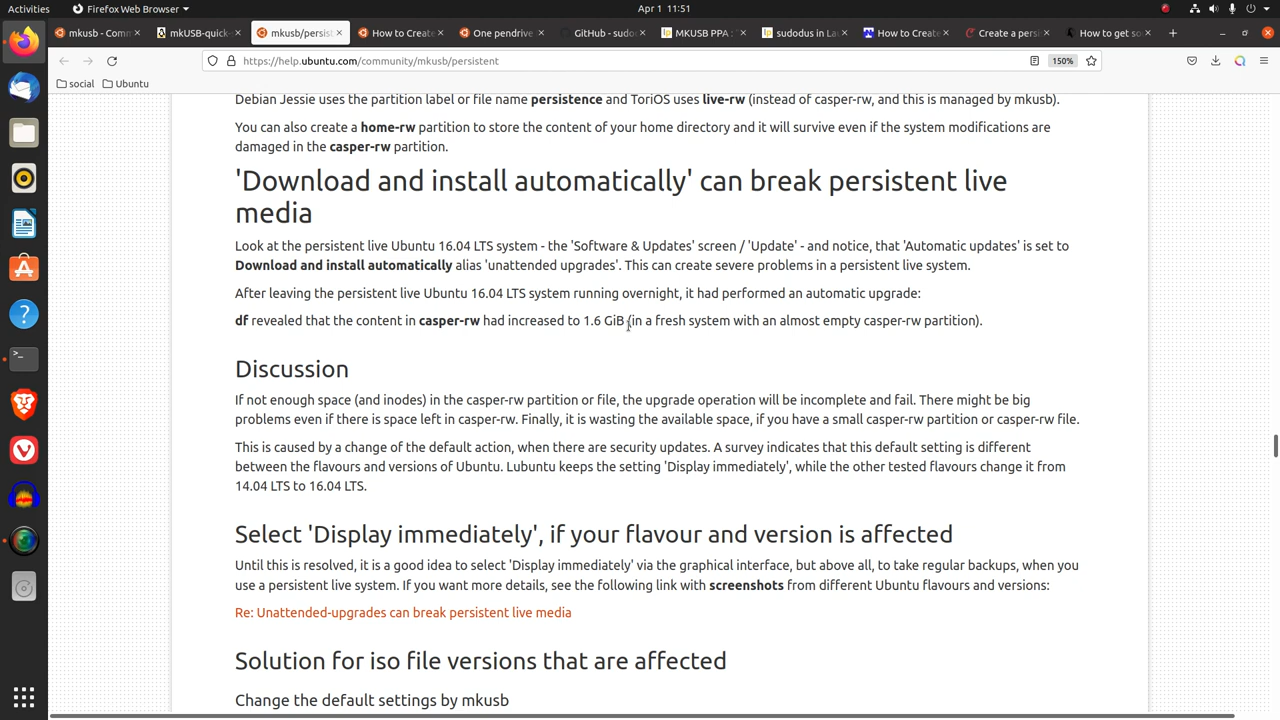 Activities
Firefox Web Browser
Apr 1 11:51
mkusb - Comm
mkUSB-quick-
mkusb/persist
How to Create
One pendrive
GitHub - sudo
MKUSB PPA :
sudodus in La
How to Create
Create a persi
How to get so
https://help.ubuntu.com/community/mkusb/persistent
150%
social
Ubuntu
Debian Jessie uses the partition label or file name persistence and ToriOS uses live-rw (instead of casper-rw, and this is managed by mkusb).
You can also create a home-rw partition to store the content of your home directory and it will survive even if the system modifications are
damaged in the casper-rw partition.
'Download and install automatically' can break persistent live
media
Look at the persistent live Ubuntu 16.04 LTS system - the 'Software & Updates' screen / 'Update' - and notice, that 'Automatic updates' is set to
Download and install automatically alias 'unattended upgrades'. This can create severe problems in a persistent live system.
After leaving the persistent live Ubuntu 16.04 LTS system running overnight, it had performed an automatic upgrade:
df revealed that the content in casper-rw had increased to 1.6 GiB (in a fresh system with an almost empty casper-rw partition).
Discussion
If not enough space (and inodes) in the casper-rw partition or file, the upgrade operation will be incomplete and fail. There might be big
problems even if there is space left in casper-rw. Finally, it is wasting the available space, if you have a small casper-rw partition or casper-rw file.
This is caused by a change of the default action, when there are security updates. A survey indicates that this default setting is different
between the flavours and versions of Ubuntu. Lubuntu keeps the setting 'Display immediately', while the other tested flavours change it from
14.04 LTS to 16.04 LTS.
Select 'Display immediately', if your flavour and version is affected
Until this is resolved, it is a good idea to select 'Display immediately' via the graphical interface, but above all, to take regular backups, when you
use a persistent live system. If you want more details, see the following link with screenshots from different Ubuntu flavours and versions:
Re: Unattended-upgrades can break persistent live media
Solution for iso file versions that are affected
Change the default settings by mkusb